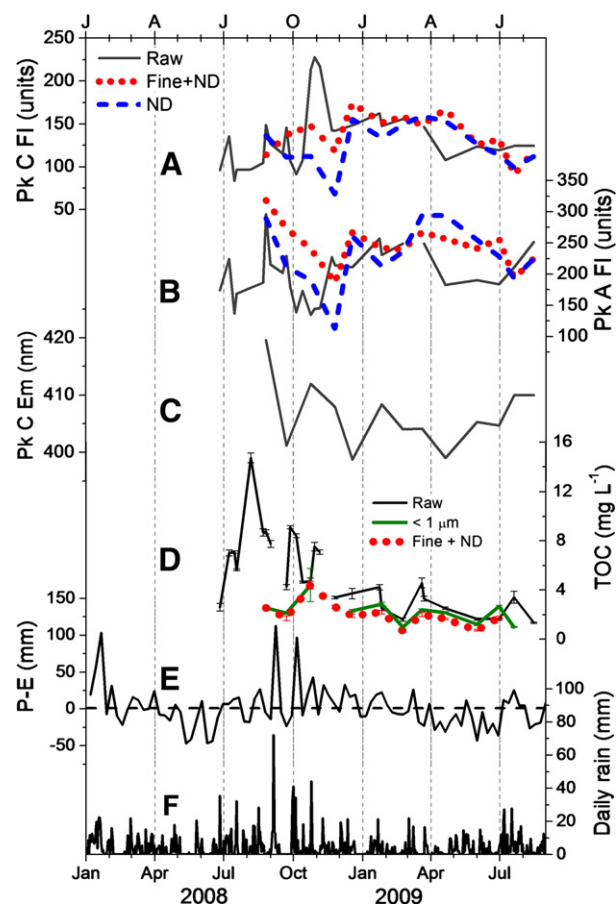 J A J O J A J
250
200
150
100
50
Pk C FI (units)
Raw
Fine+ND
ND
A
350
300
250
200
150
100
Pk A FI (units)
B
420
410
400
Pk C Em (nm)
C
16
12
8
4
0
TOC (mg L-1)
Raw
< 1 μm
Fine + ND
D
150
100
50
0
-50
P-E (mm)
E
100
80
60
40
20
0
Daily rain (mm)
F
Jan Apr Jul Oct Jan Apr Jul
2008 2009